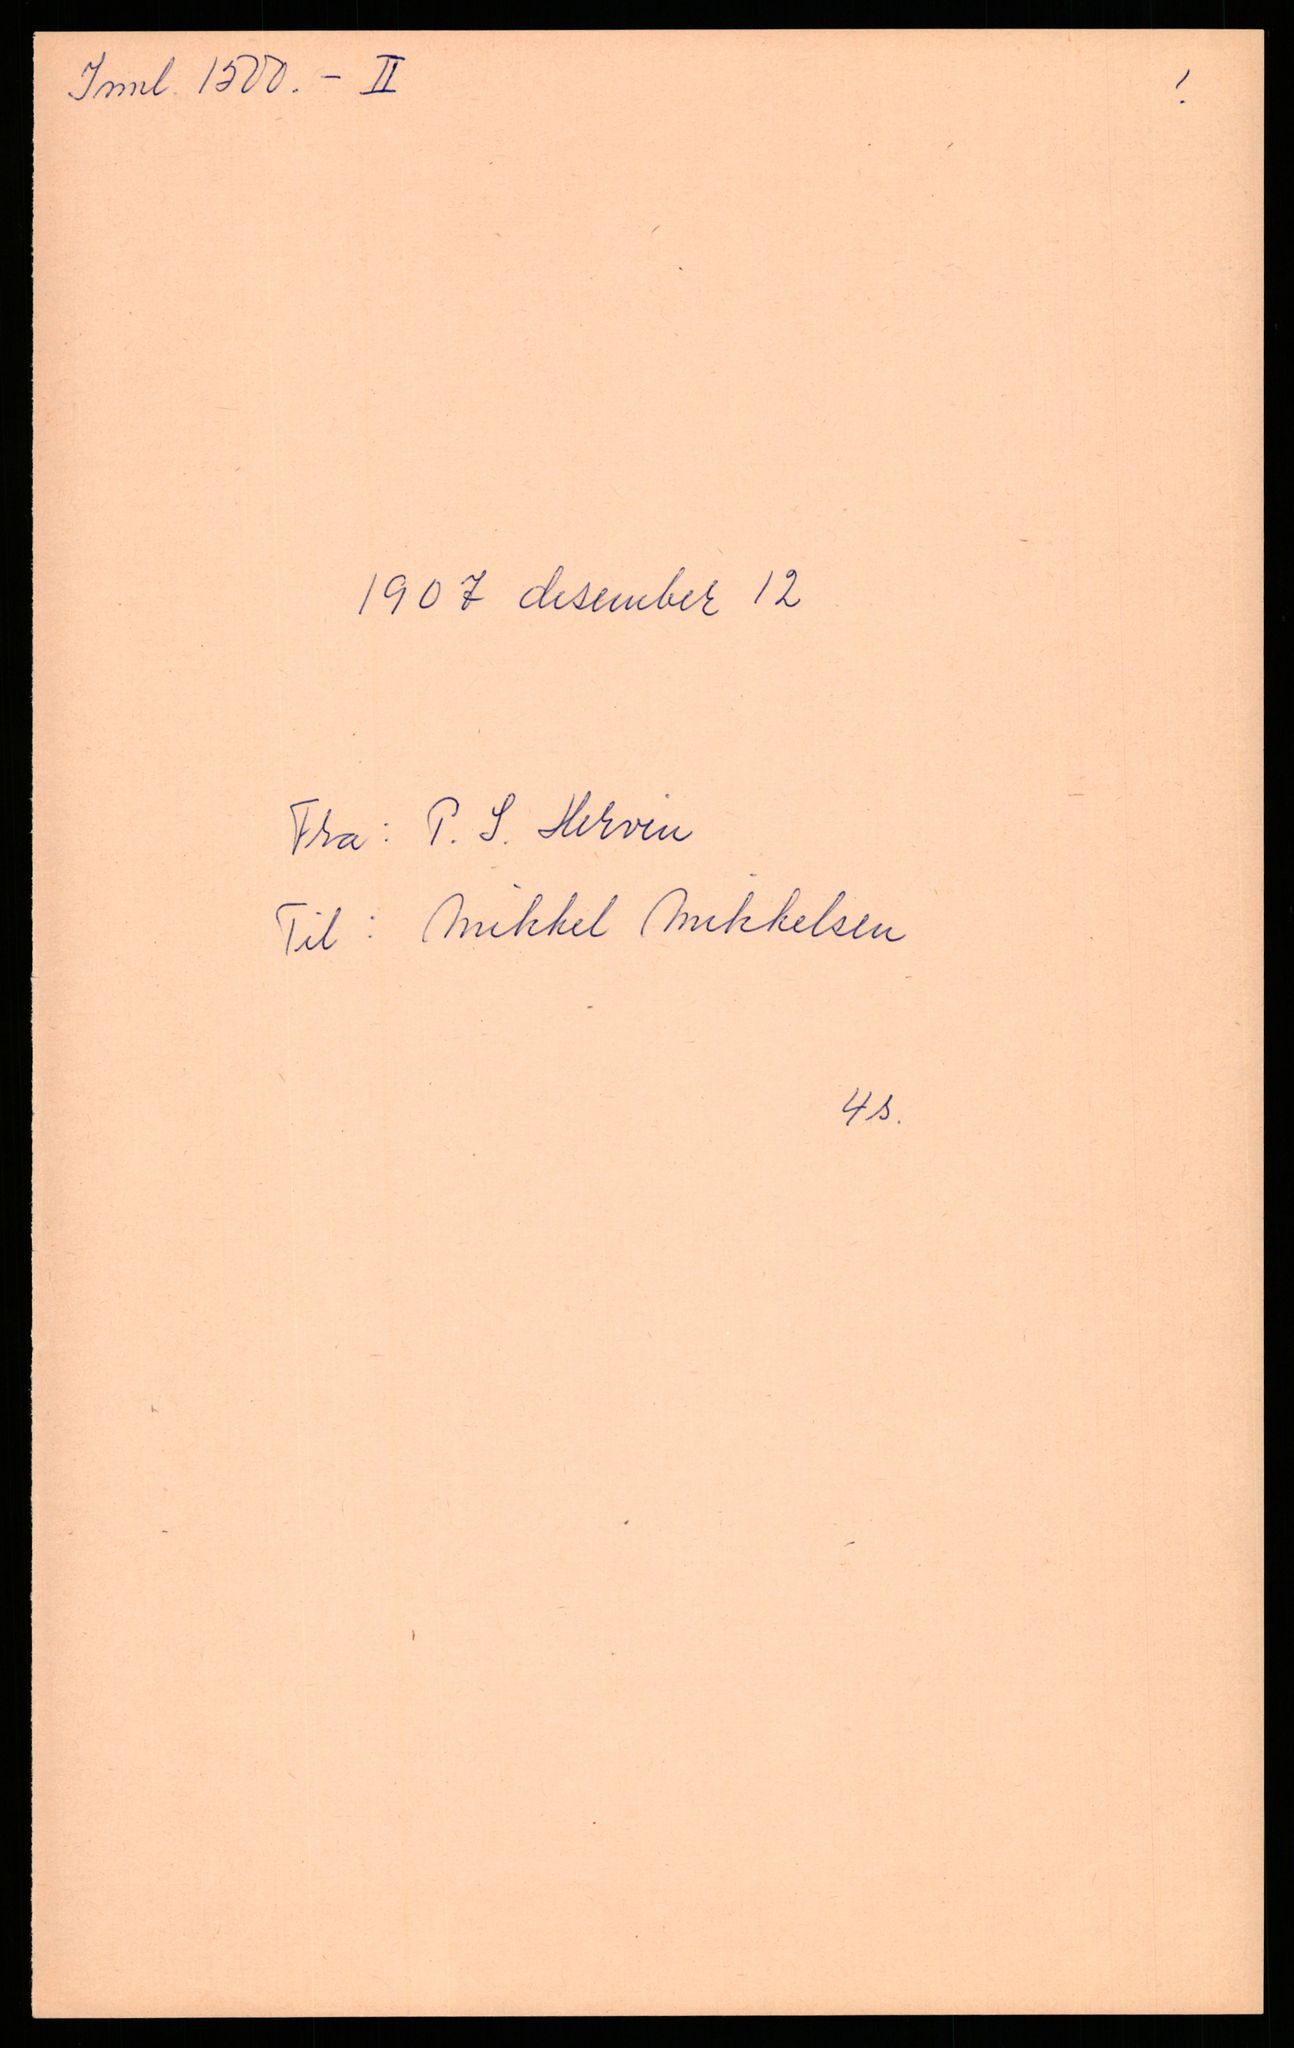 Innl. 1500. - II
!
1907 desember 12
Fra: P. S. Hervin
Til: Mikkel Mikkelsen
4 s.